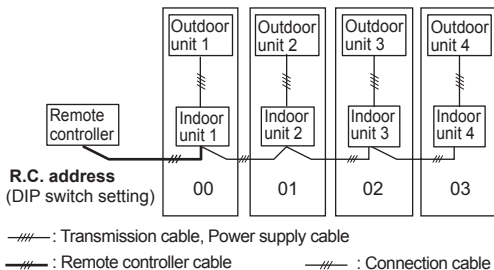 Outdoor
unit 1
Outdoor
unit 2
Outdoor
unit 3
Outdoor
unit 4
Remote
controller
Indoor
unit 1
Indoor
unit 2
Indoor
unit 3
Indoor
unit 4
R.C. address
(DIP switch setting)
00
01
02
03
: Transmission cable, Power supply cable
: Remote controller cable
: Connection cable